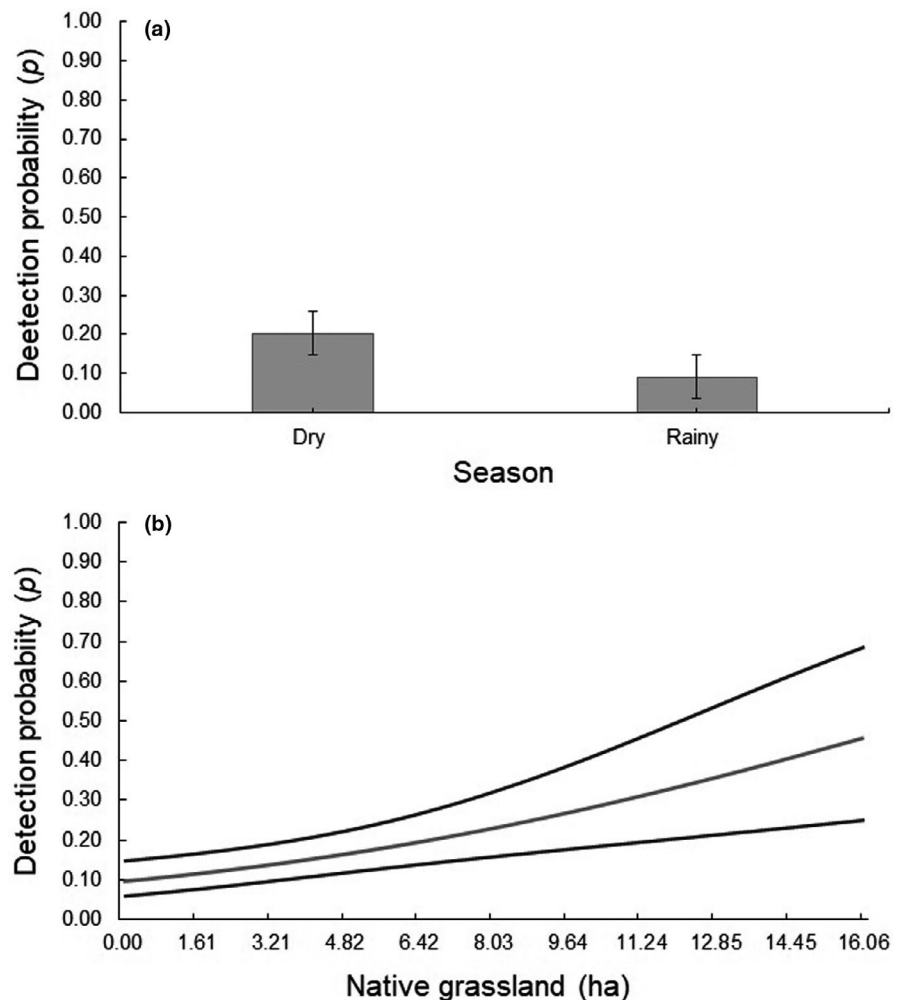 (a)
Deetection probability (p)
1.00
0.90
0.80
0.70
0.60
0.50
0.40
0.30
0.20
0.10
0.00
Dry Rainy
Season
(b)
Detection probabiity (p)
1.00
0.90
0.80
0.70
0.60
0.50
0.40
0.30
0.20
0.10
0.00
0.00 1.61 3.21 4.82 6.42 8.03 9.64 11.24 12.85 14.45 16.06
Native grassland (ha)